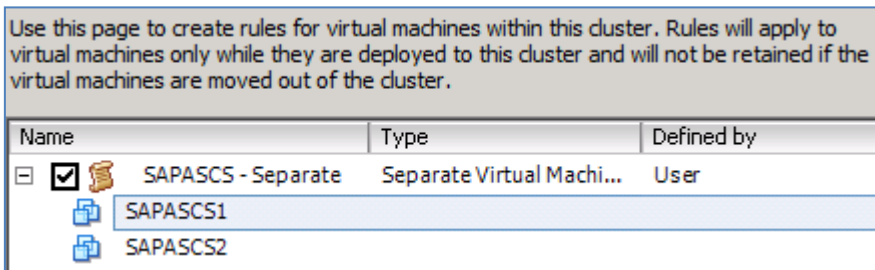 Use this page to create rules for virtual machines within this cluster. Rules will apply to
virtual machines only while they are deployed to this cluster and will not be retained if the
virtual machines are moved out of the cluster.
Name Type Defined by
SAPASCS - Separate Separate Virtual Machi... User
SAPASCS1
SAPASCS2